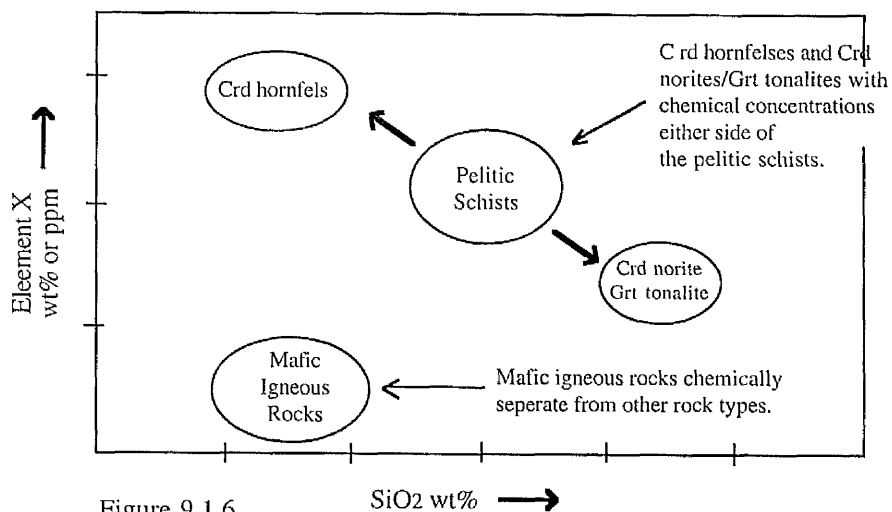 Crd hornfels
C rd hornfelses and Crd
norites/Grt tonalites with
chemical concentrations
either side of
the pelitic schists.
Pelitic
Schists
Eleement X
wt% or ppm
Crd norite
Grt tonalite
Mafic
Igneous
Rocks
Mafic igneous rocks chemically
seperate from other rock types.
SiO2 wt%
Figure 9.1.6